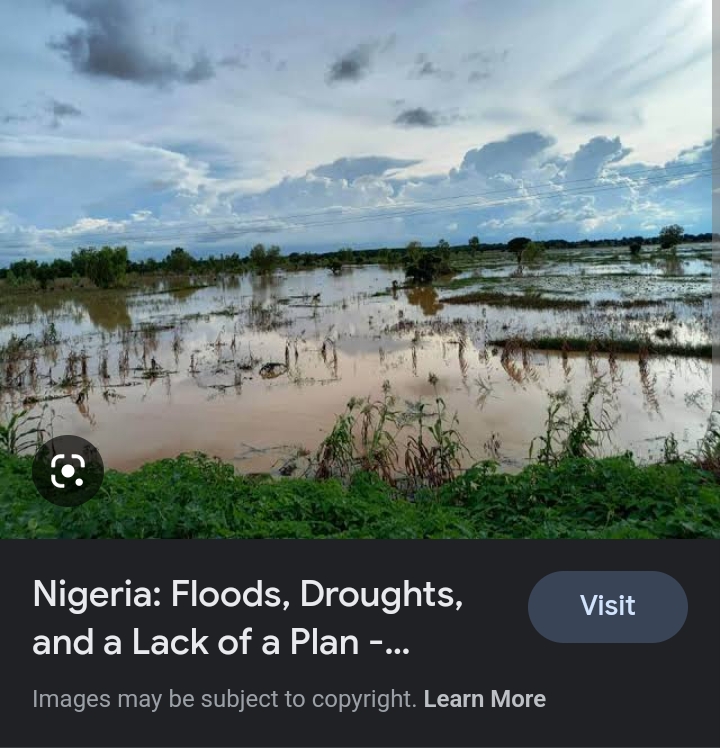 Nigeria: Floods, Droughts,
and a Lack of a Plan -...
Visit
Images may be subject to copyright. Learn More